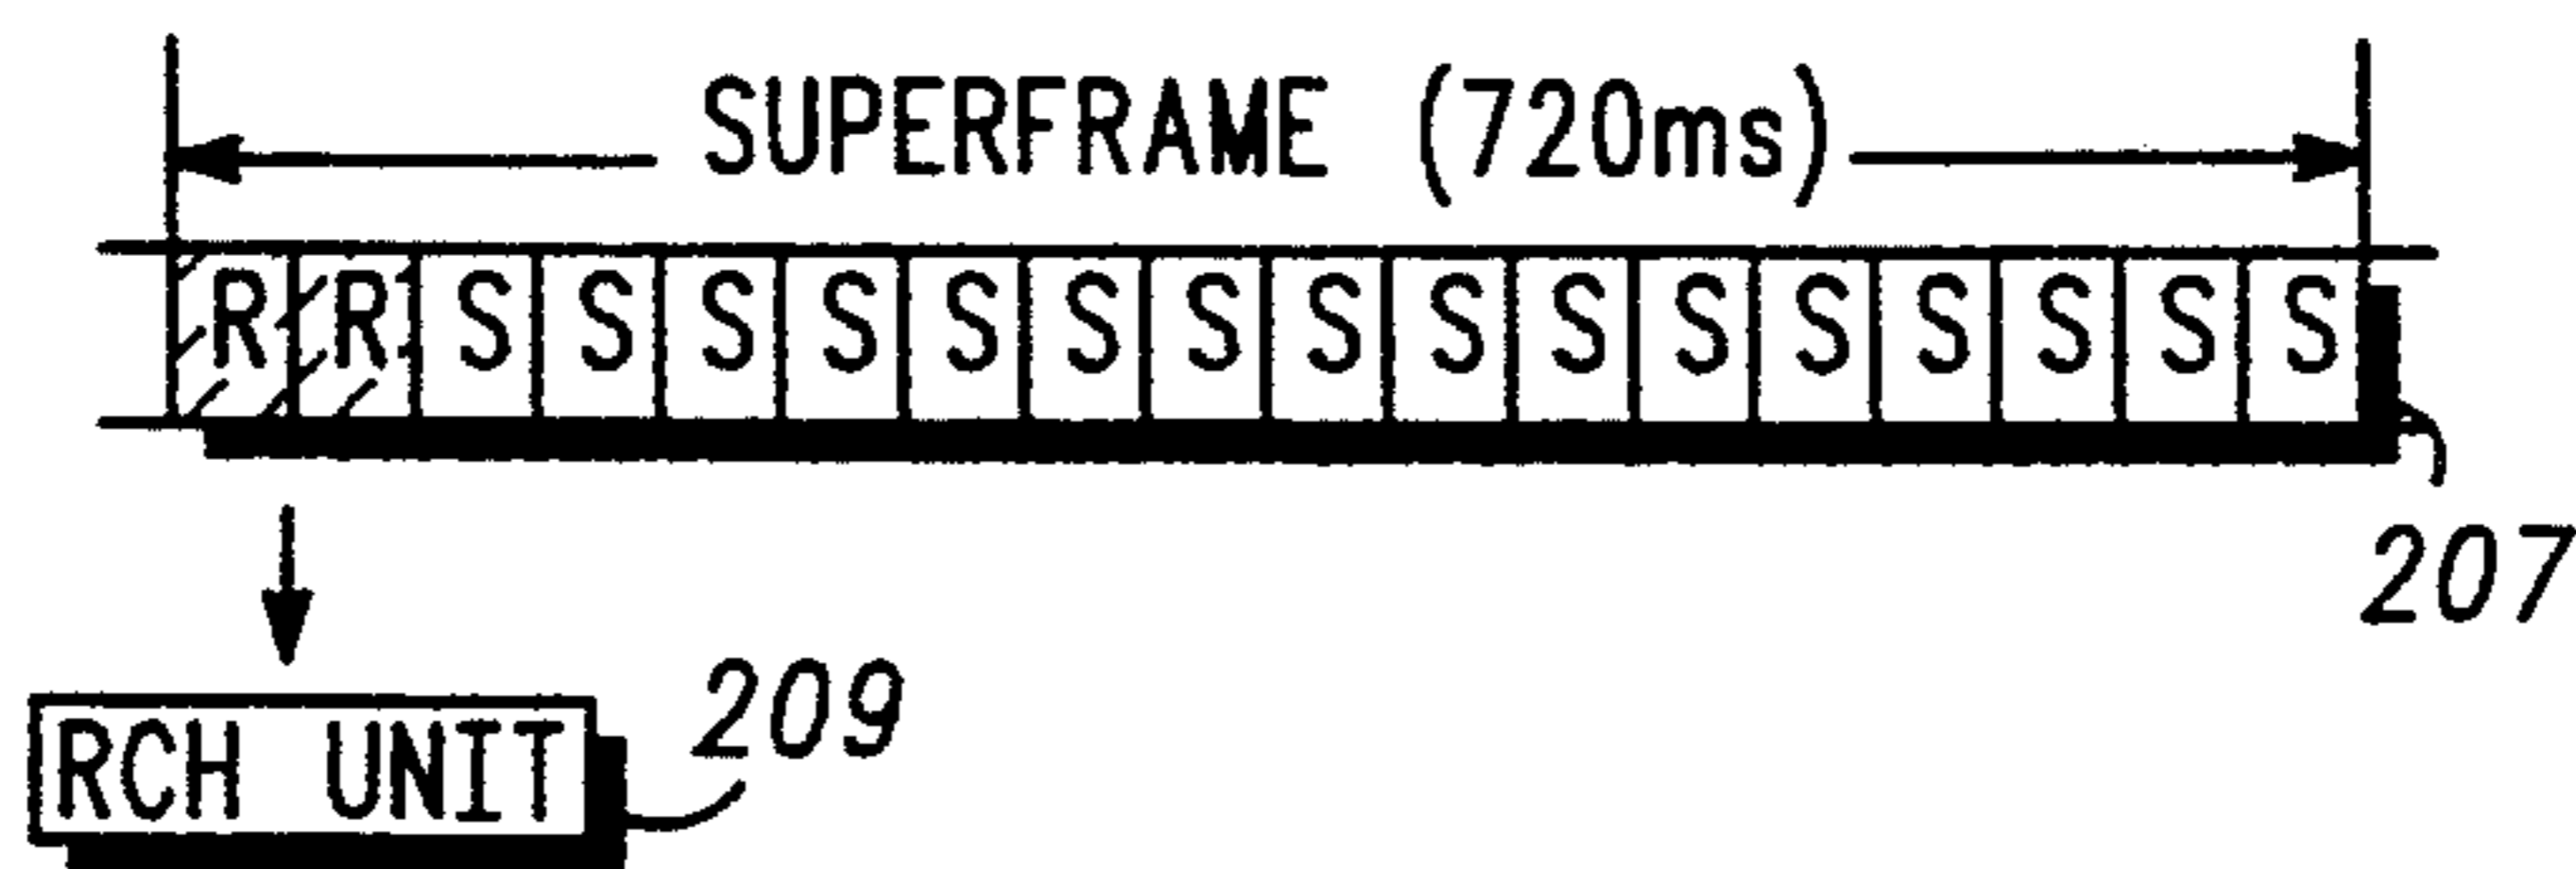 SUPERFRAME (720ms)
R R S S S S S S S S S S S S S S S S
207
209
RCH UNIT